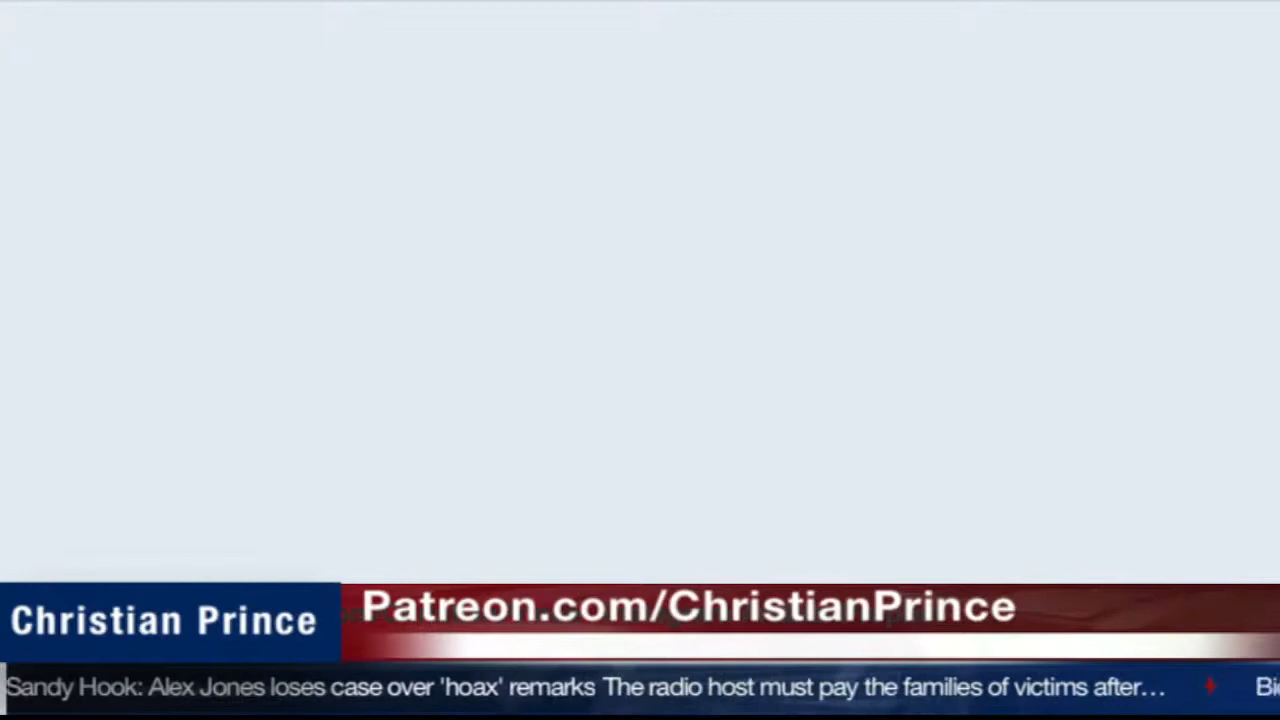 Christian Prince
Patreon.com/ChristianPrince
Sandy Hook: Alex Jones loses case over 'hoax' remarks The radio host must pay the families of victims after…